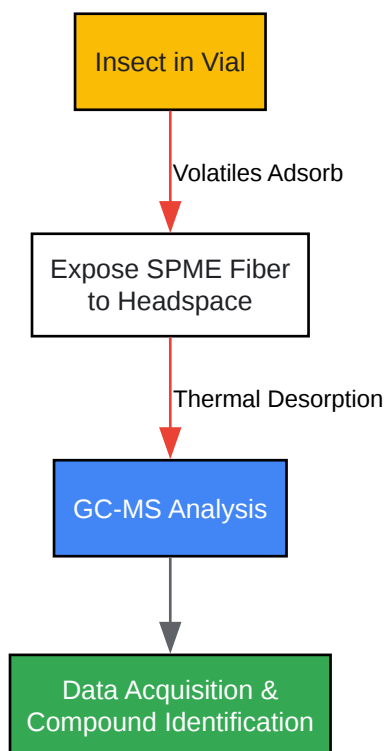 Insect in Vial
Volatiles Adsorb
Expose SPME Fiber
to Headspace
Thermal Desorption
GC-MS Analysis
Data Acquisition &
Compound Identification